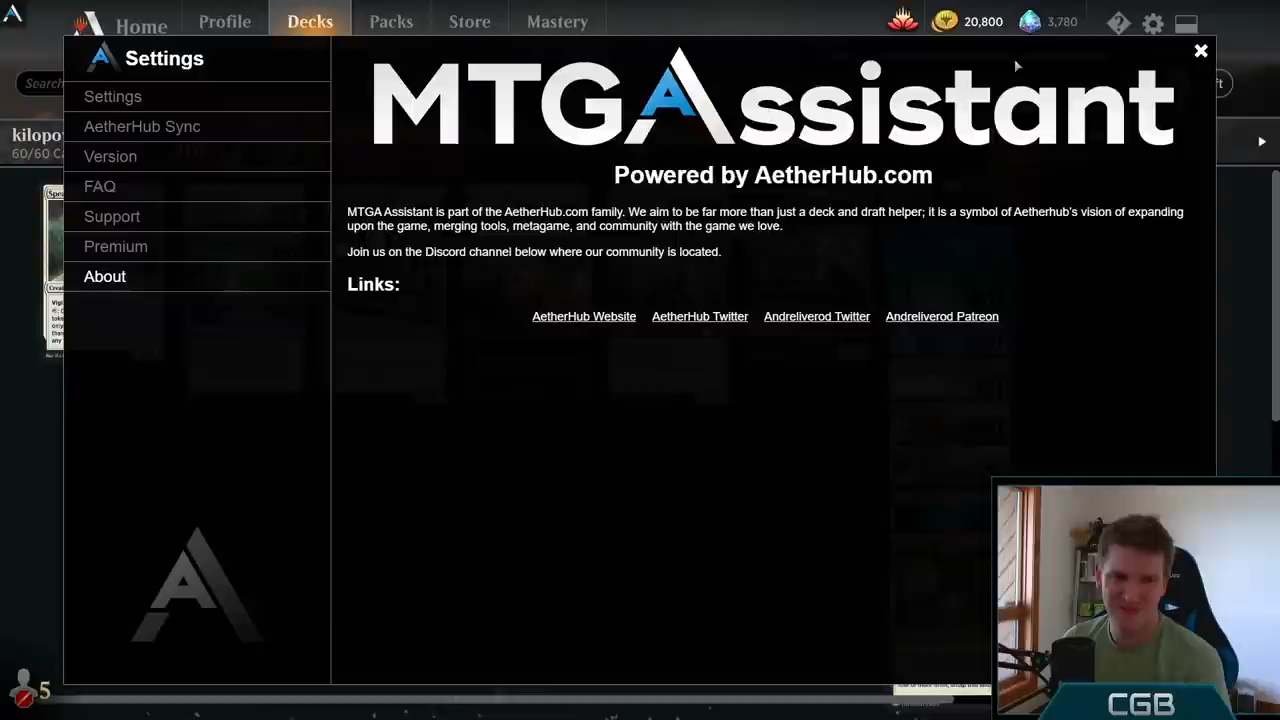 Home
Profile
Decks
Packs
Store
Mastery
20,800
3,780
Settings
MTGAssistant
Powered by AetherHub.com
Settings
AetherHub Sync
Version
FAQ
Support
Premium
About
MTGA Assistant is part of the AetherHub.com family. We aim to be far more than just a deck and draft helper; it is a symbol of Aetherhub's vision of expanding
upon the game, merging tools, metagame, and community with the game we love.
Join us on the Discord channel below where our community is located.
Links:
AetherHub Website
AetherHub Twitter
Andreliverod Twitter
Andreliverod Patreon
Search
kilopo
60/60 C
5
CGB